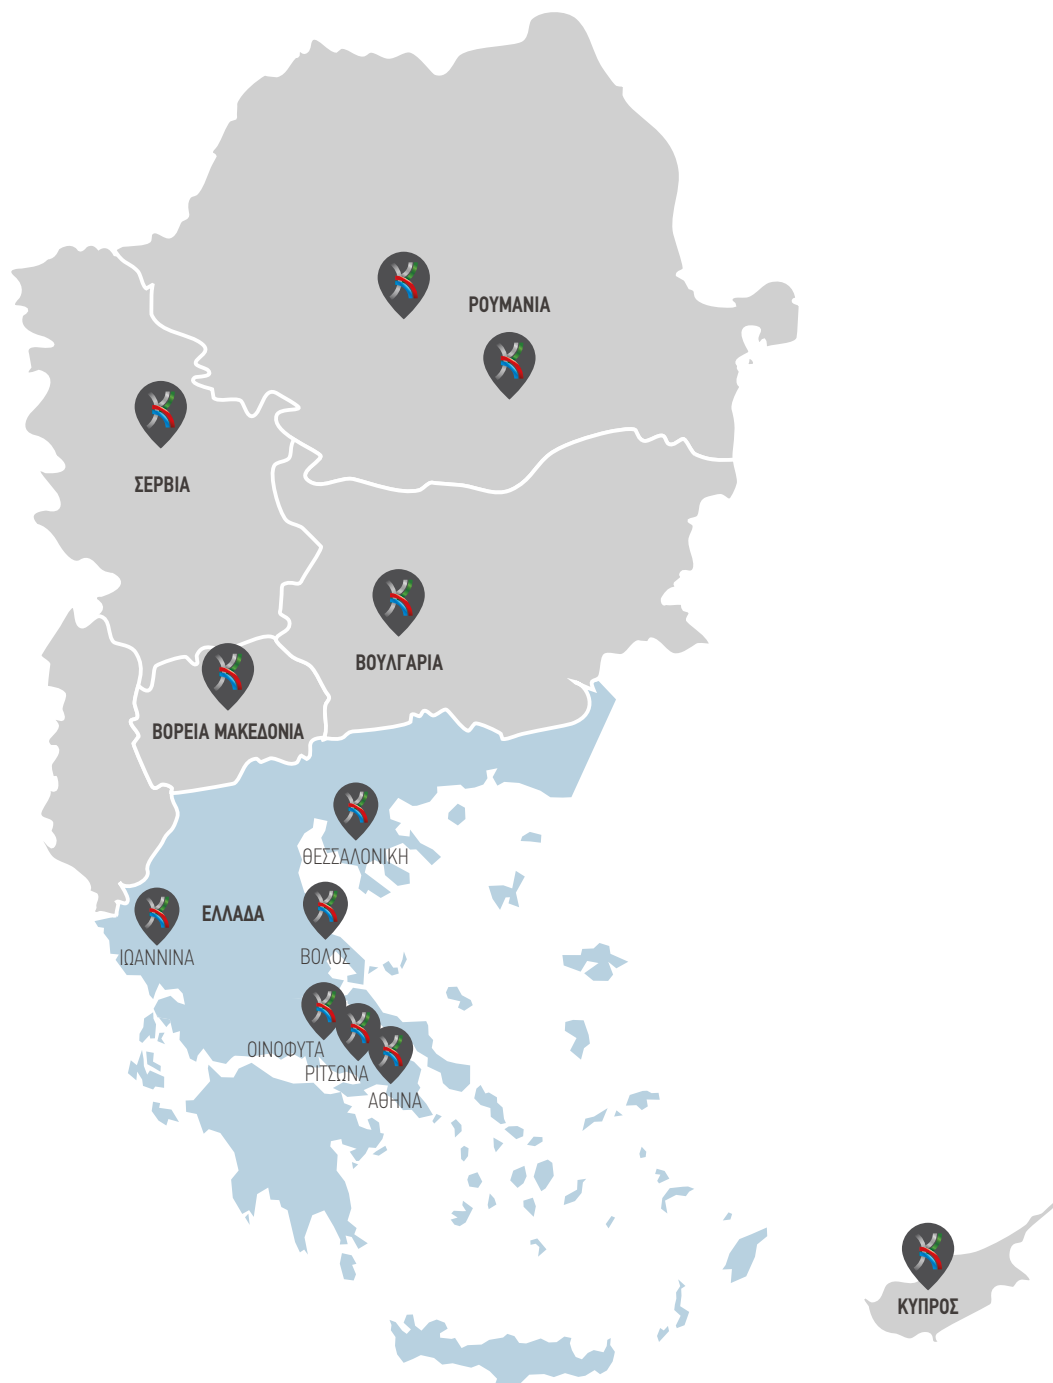 ΡΟΥΜΑΝΙΑ
ΣΕΡΒΙΑ
ΒΟΥΛΓΑΡΙΑ
ΒΟΡΕΙΑ ΜΑΚΕΔΟΝΙΑ
ΘΕΣΣΑΛΟΝΙΚΗ
ΕΛΛΑΔΑ
ΙΩΑΝΝΙΝΑ
ΒΟΛΟΣ
ΟΙΝΟΦΥΤΑ
ΡΙΤΣΩΝΑ
ΑΘΗΝΑ
ΚΥΠΡΟΣ